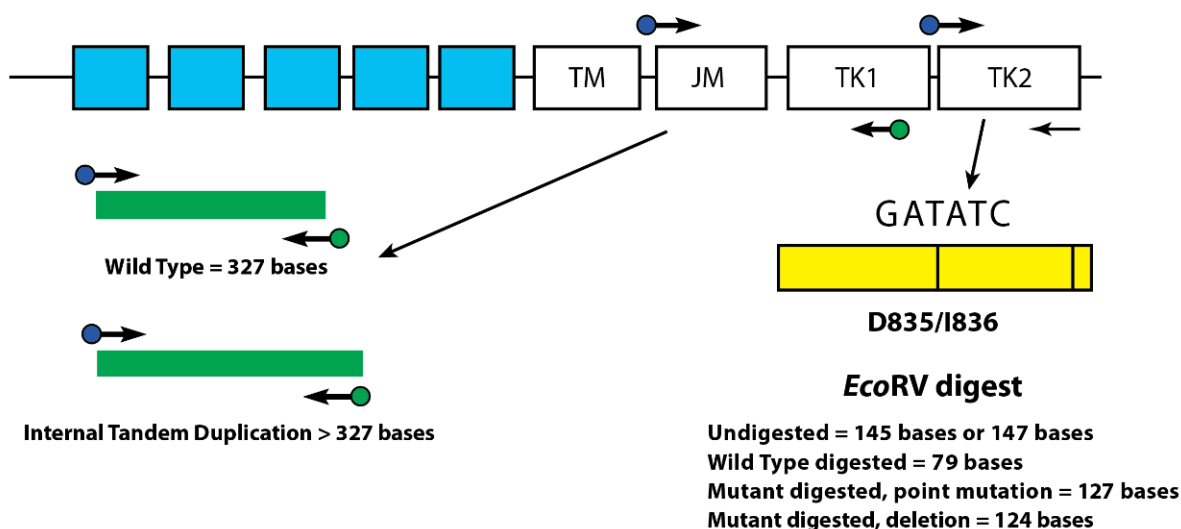 TM
JM
TK1
TK2
GATATC
Wild Type = 327 bases
D835/I836
EcoRV digest
Internal Tandem Duplication > 327 bases
Undigested = 145 bases or 147 bases
Wild Type digested = 79 bases
Mutant digested, point mutation = 127 bases
Mutant digested, deletion = 124 bases